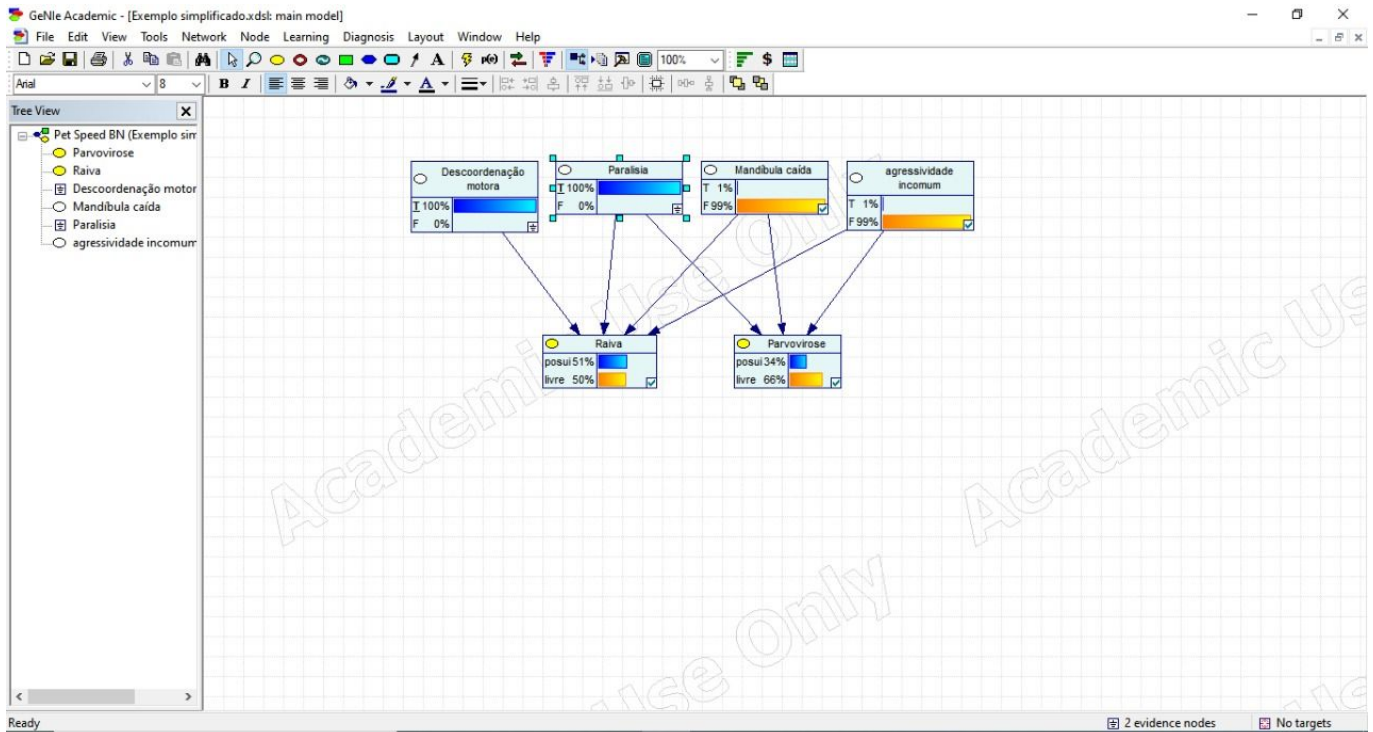 GeNIe Academic - [Exemplo simplificado.xdsl: main model]
File Edit View Tools Network Node Learning Diagnosis Layout Window Help
100%
Arial 8 B I
Tree View
Pet Speed BN (Exemplo sim
Parvovirose
Raiva
Descoordenação motor
Mandíbula caída
Paralisia
agressividade incomum
Descoordenação
motora
T 100%
F 0%
Paralisia
T 100%
F 0%
Mandíbula caída
T 1%
F 99%
agressividade
incomum
T 1%
F 99%
Raiva
posui 51%
livre 50%
Parvovirose
posui 34%
livre 66%
Academic Use Only
Academic Us
Use Only
Us
Ready
2 evidence nodes
No targets